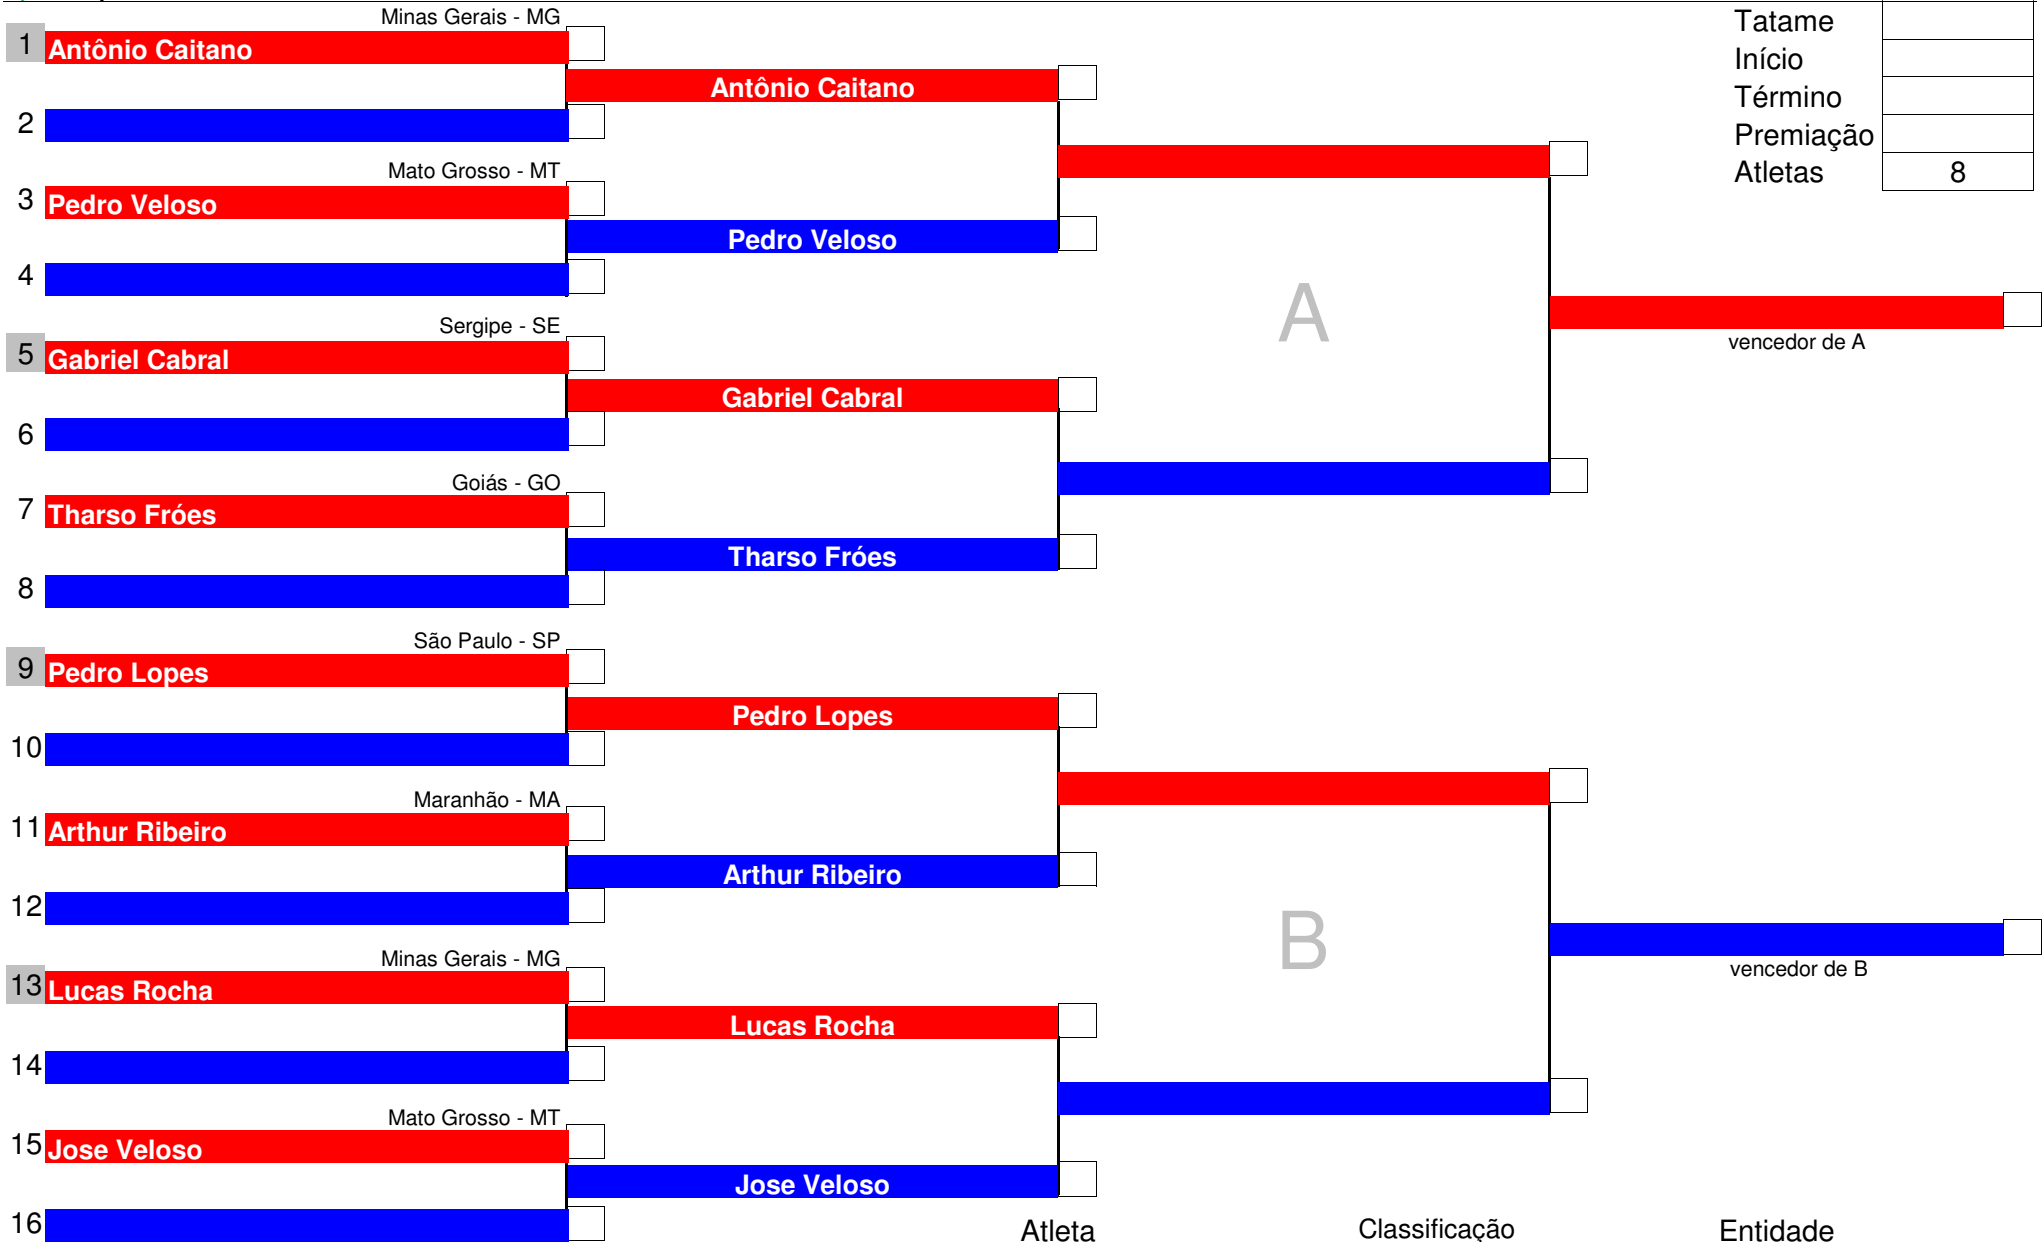 Minas Gerais - MG
1 Antônio Caitano
Antônio Caitano
2
Mato Grosso - MT
3 Pedro Veloso
Pedro Veloso
4
Sergipe - SE
5 Gabriel Cabral
Gabriel Cabral
6
Goiás - GO
7 Tharso Fróes
Tharso Fróes
8
São Paulo - SP
9 Pedro Lopes
Pedro Lopes
10
Maranhão - MA
11 Arthur Ribeiro
Arthur Ribeiro
12
Minas Gerais - MG
13 Lucas Rocha
Lucas Rocha
14
Mato Grosso - MT
15 Jose Veloso
Jose Veloso
16
A
B
vencedor de A
vencedor de B
Tatame
Início
Término
Premiação
Atletas 8
Atleta Classificação Entidade